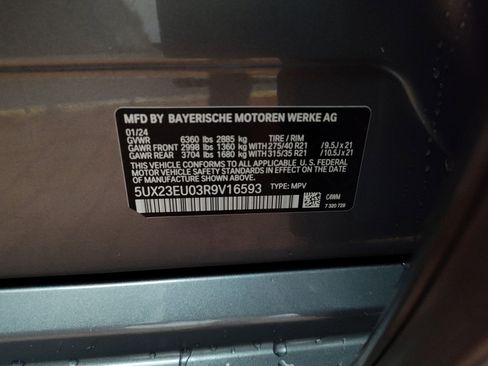 MFD BY BAYERISCHE MOTOREN WERKE AG
01/24
GVWR 6360 lbs 2885 kg TIRE / RIM
GAWR FRONT 2998 lbs 1360 kg WITH 275/40 R21 / 9.5J x 21
GAWR REAR 3704 lbs 1680 kg WITH 315/35 R21 / 10.5J x 21
THIS VEHICLE CONFORMS TO ALL APPLICABLE U. S. FEDERAL
MOTOR VEHICLE SAFETY STANDARDS IN EFFECT ON THE DATE OF
MANUFACTURE SHOWN ABOVE.
5UX23EU03R9V16593 TYPE: MPV
C4WM
7 320 728